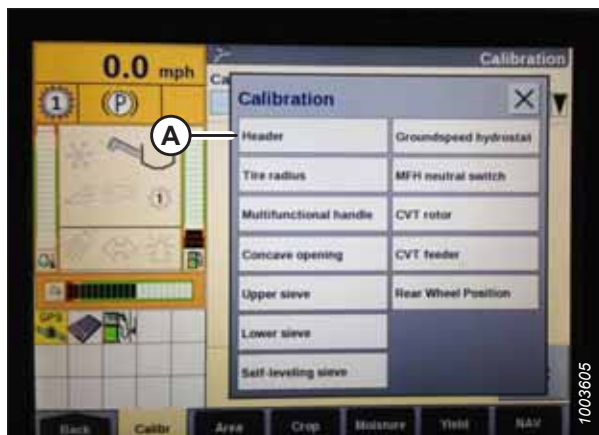 0.0 mph
Calibration
Ca
1
(P)
Calibration
A
Header
Groundspeed hydrostat
Tire radius
MFH neutral switch
1
Multifunctional handle
CVT rotor
Concave opening
CVT feeder
Upper sieve
Rear Wheel Position
GPS
Lower sieve
Self-leveling sieve
Back
Calibr
Area
Crop
Moisture
Yield
NAV
1003605